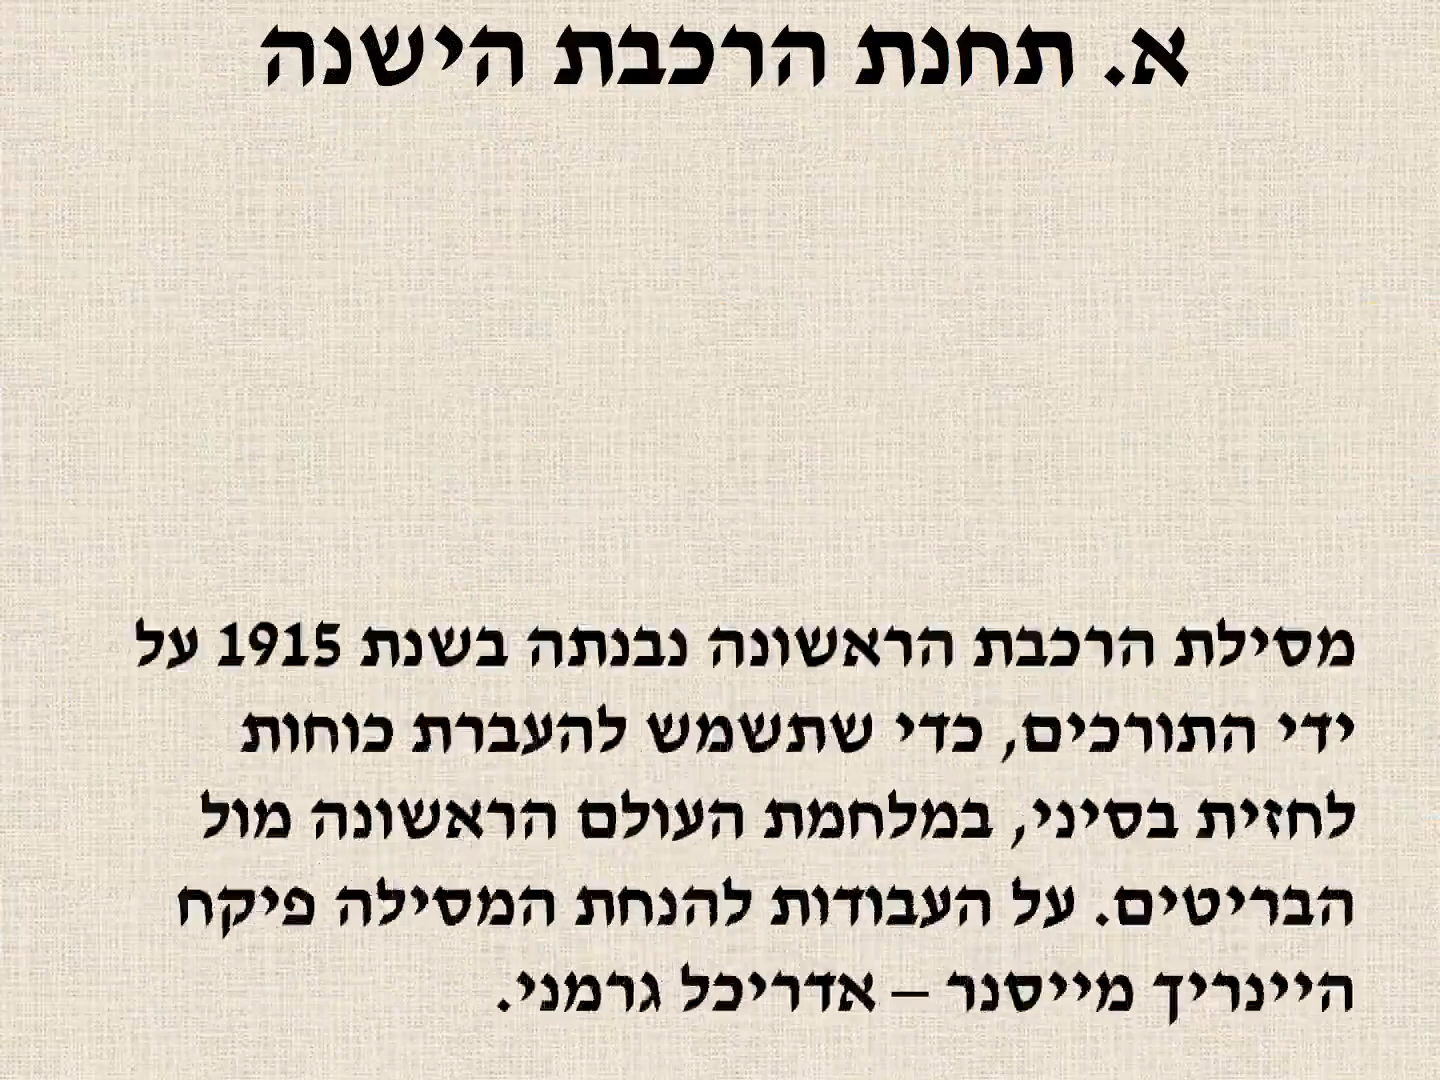 א. תחנת הרכבת הישנה
מסילת הרכבת הראשונה נבנתה בשנת 1915 על
ידי התורכים, כדי שתשמש להעברת כוחות
לחזית בסיני, במלחמת העולם הראשונה מול
הבריטים. על העבודות להנחת המסילה פיקח
היינריך מייסנר – אדריכל גרמני.